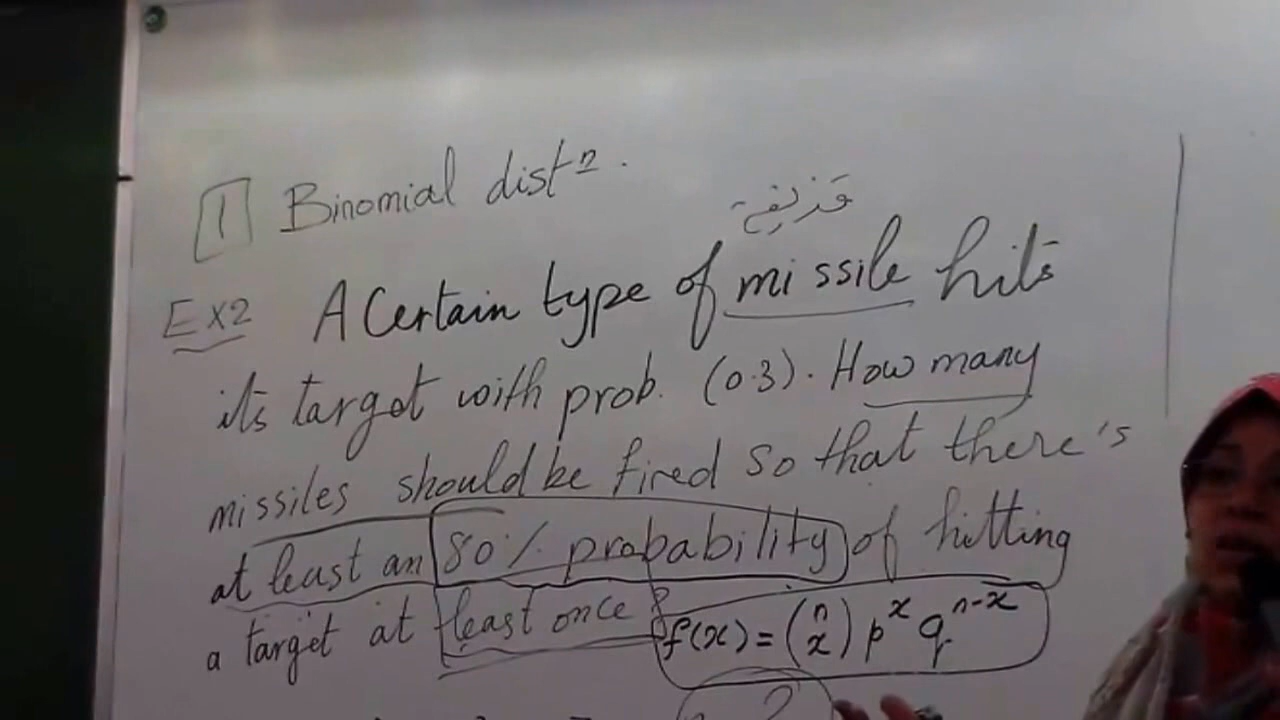 1 Binomial distⁿ.
قذيفة
Ex2 A Certain type of missile hits
its target with prob. (0.3). How many
missiles should be fired so that there's
at least an 80% probability of hitting
a target at least once?
f(x) = (n x) p^x q^(n-x)